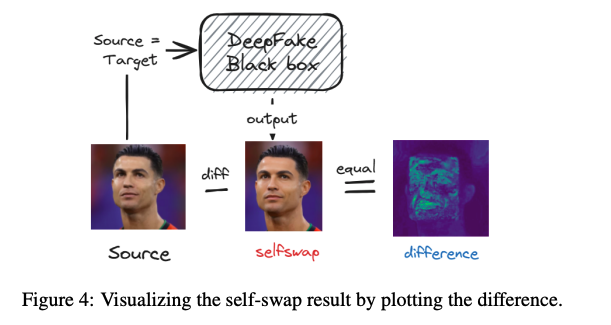 Source =
Target
DeepFake
Black box
output
diff
equal
Source
selfswap
difference
Figure 4: Visualizing the self-swap result by plotting the difference.